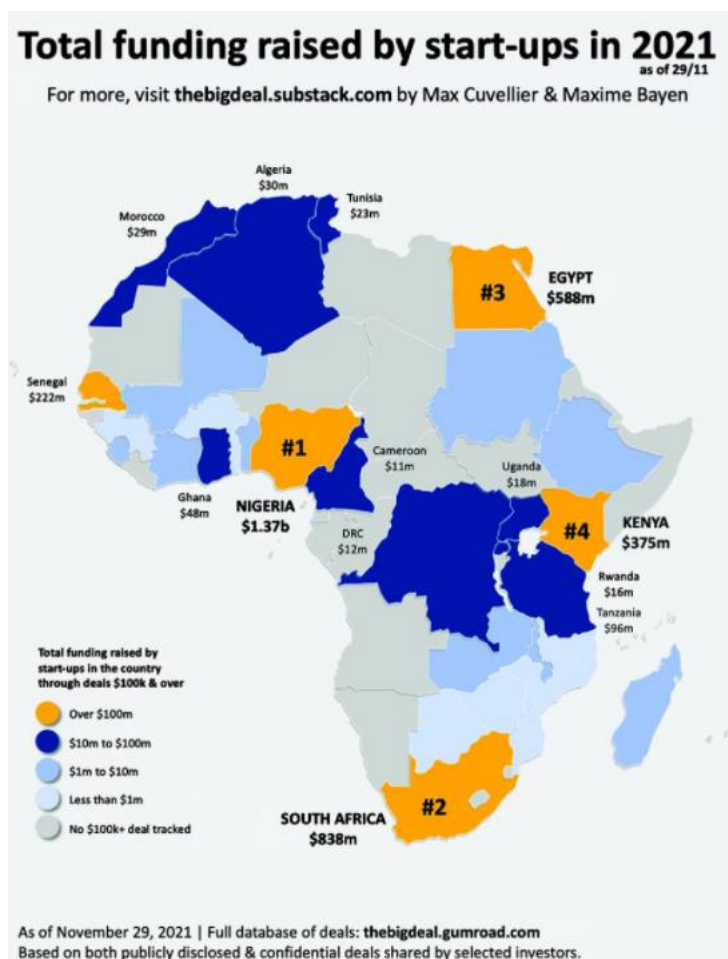 Total funding raised by start-ups in 2021
as of 29/11
For more, visit thebigdeal.substack.com by Max Cuvellier & Maxime Bayen
Algeria
$30m
Tunisia
$23m
Morocco
$29m
#3
EGYPT
$588m
Senegal
$222m
#1
Cameroon
$11m
Uganda
$18m
Ghana
$48m
NIGERIA
$1.37b
#4
KENYA
$375m
DRC
$12m
Rwanda
$16m
Tanzania
$96m
Total funding raised by
start-ups in the country
through deals $100k & over
Over $100m
$10m to $100m
$1m to $10m
Less than $1m
No $100k+ deal tracked
#2
SOUTH AFRICA
$838m
As of November 29, 2021 | Full database of deals: thebigdeal.gumroad.com
Based on both publicly disclosed & confidential deals shared by selected investors.